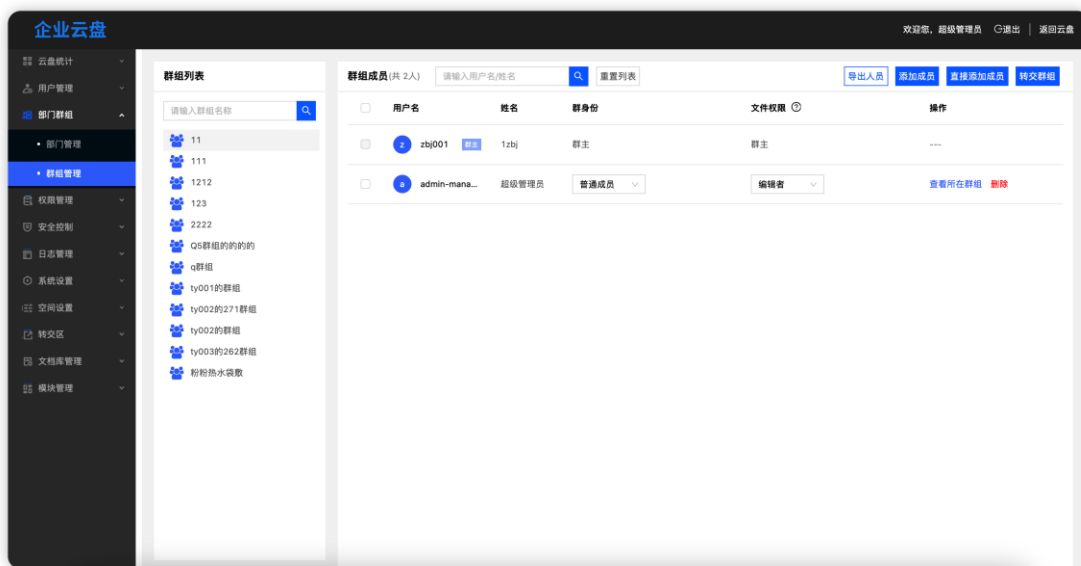 企业云盘
欢迎您，超级管理员 退出 | 返回云盘
云盘统计
用户管理
部门群组
• 部门管理
• 群组管理
权限管理
安全控制
日志管理
系统设置
空间设置
转交区
文档库管理
模块管理
群组列表
请输入群组名称
11
111
1212
123
2222
Q5群组的的的的
q群组
ty001的群组
ty002的271群组
ty002的群组
ty003的262群组
粉粉热水袋敷
群组成员(共 2人) 请输入用户名/姓名 重置列表 导出人员 添加成员 直接添加成员 转交群组
用户名 姓名 群身份 文件权限 ? 操作
z zbj001 群主 1zbj 群主 群主 ---
a admin-mana... 超级管理员 普通成员 编辑者 查看所在群组 删除